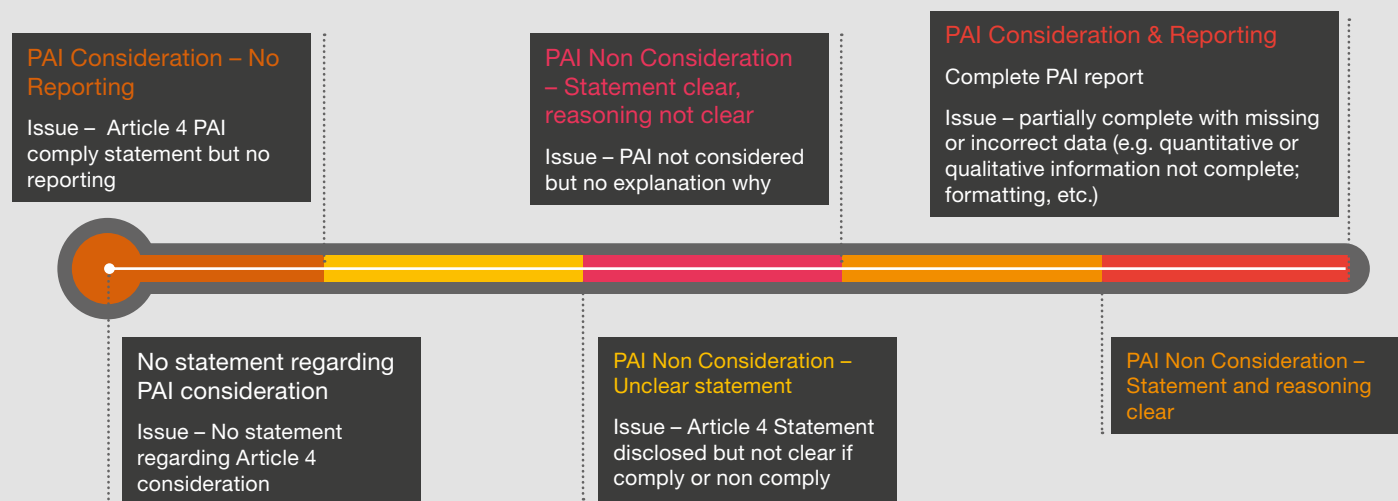 PAI Consideration – No
Reporting
Issue –  Article 4 PAI
comply statement but no
reporting
PAI Non Consideration
– Statement clear,
reasoning not clear
Issue – PAI not considered
but no explanation why
PAI Consideration & Reporting
Complete PAI report
Issue – partially complete with missing
or incorrect data (e.g. quantitative or
qualitative information not complete;
formatting, etc.)
No statement regarding
PAI consideration
Issue – No statement
regarding Article 4
consideration
PAI Non Consideration –
Unclear statement
Issue – Article 4 Statement
disclosed but not clear if
comply or non comply
PAI Non Consideration –
Statement and reasoning
clear